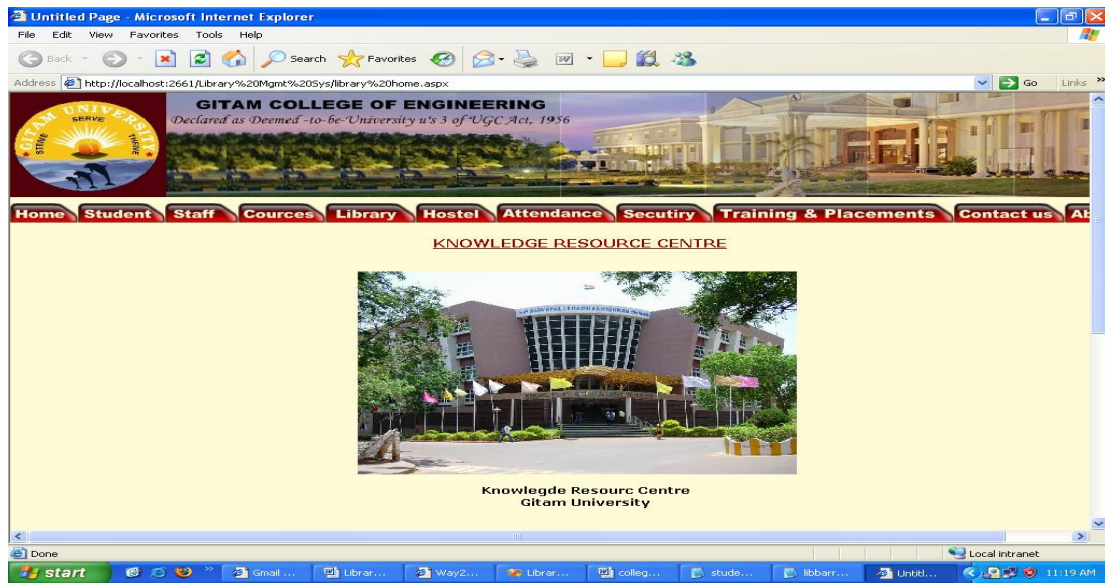 Untitled Page - Microsoft Internet Explorer
File Edit View Favorites Tools Help
Back Search Favorites
Address http://localhost:2661/Library%20Mgmt%20Sys/library%20home.aspx Go Links
GITAM UNIVERSITY
SERVE
STRIVE
THRIVE
GITAM COLLEGE OF ENGINEERING
Declared as Deemed -to-be-University u's 3 of UGC Act, 1956
Home Student Staff Cources Library Hostel Attendance Secutiry Training & Placements Contact us Ab
KNOWLEDGE RESOURCE CENTRE
Knowlegde Resourc Centre
Gitam University
Done Local intranet
start Gmail ... Librar... Way2... Librar... colleg... stude... libbarr... Untitl... 11:19 AM